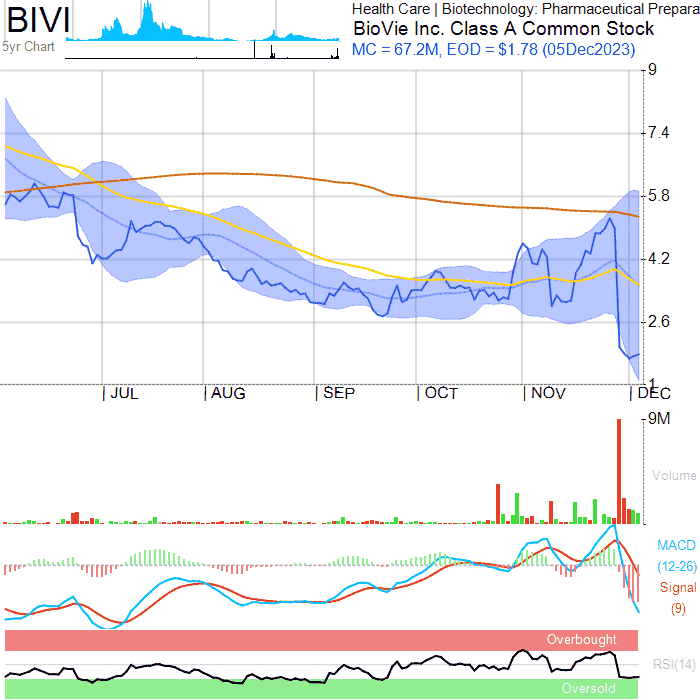 BIVI
5yr Chart
Health Care | Biotechnology: Pharmaceutical Prepara
BioVie Inc. Class A Common Stock
MC = 67.2M, EOD = $1.78 (05Dec2023)
9
7.4
5.8
4.2
2.6
1
JUL AUG SEP OCT NOV DEC
9M
Volume
MACD
(12-26)
Signal
(9)
Overbought
RSI(14)
Oversold